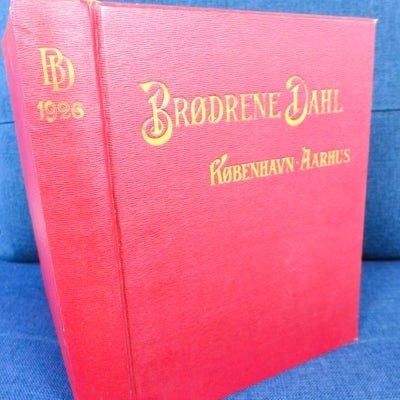 BD
1926
BRØDRENE DAHL
KØBENHAVN · AARHUS